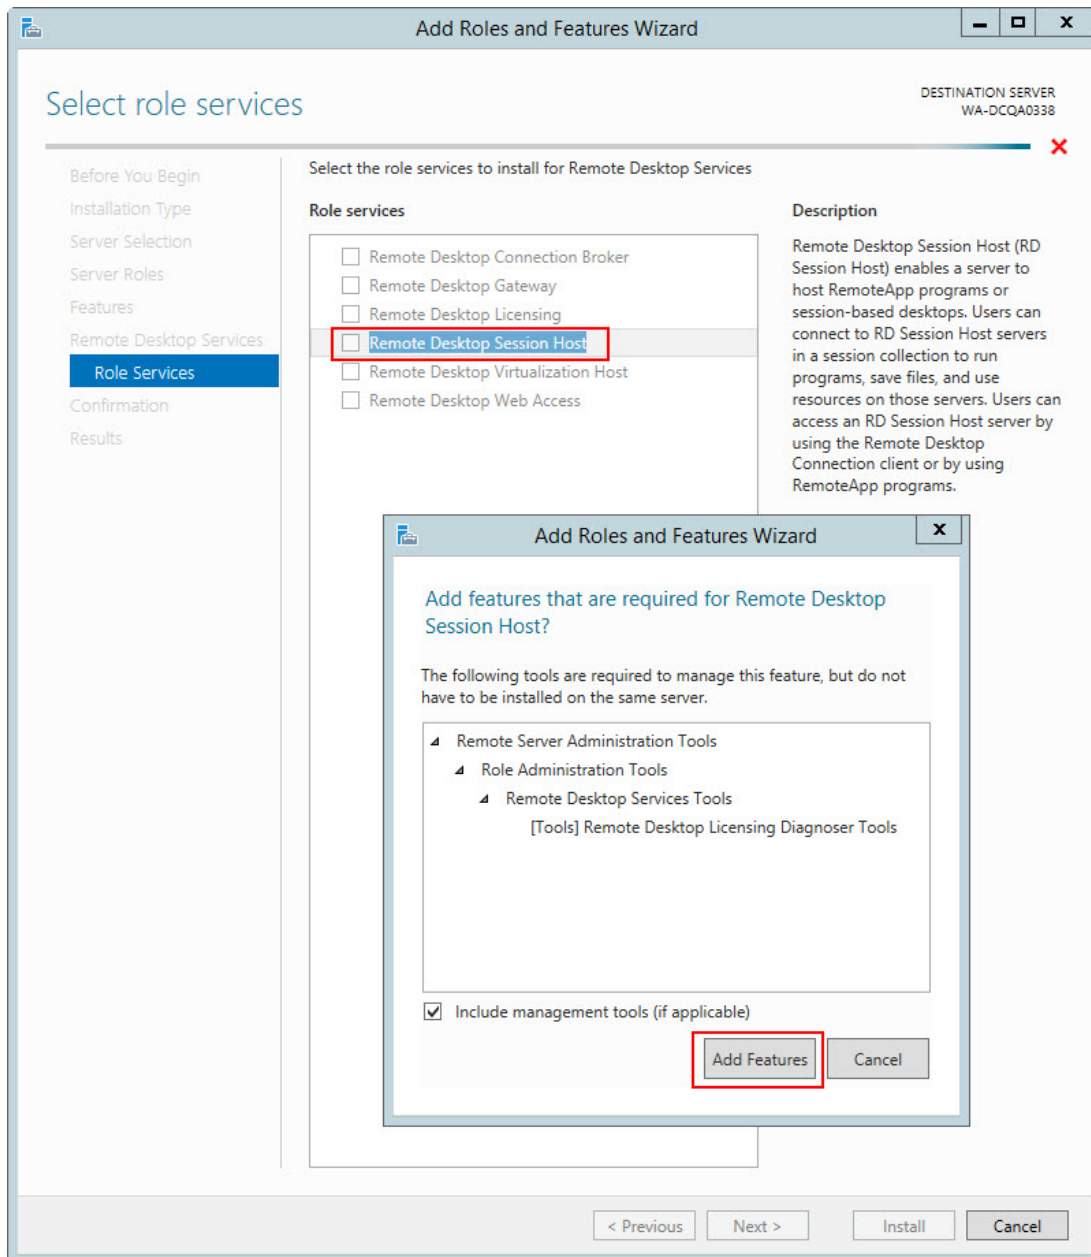 Add Roles and Features Wizard
Select role services
DESTINATION SERVER
WA-DCQA0338
Before You Begin
Installation Type
Server Selection
Server Roles
Features
Remote Desktop Services
Role Services
Confirmation
Results
Select the role services to install for Remote Desktop Services
Role services
Remote Desktop Connection Broker
Remote Desktop Gateway
Remote Desktop Licensing
Remote Desktop Session Host
Remote Desktop Virtualization Host
Remote Desktop Web Access
Description
Remote Desktop Session Host (RD
Session Host) enables a server to
host RemoteApp programs or
session-based desktops. Users can
connect to RD Session Host servers
in a session collection to run
programs, save files, and use
resources on those servers. Users can
access an RD Session Host server by
using the Remote Desktop
Connection client or by using
RemoteApp programs.
Add Roles and Features Wizard
Add features that are required for Remote Desktop
Session Host?
The following tools are required to manage this feature, but do not
have to be installed on the same server.
Remote Server Administration Tools
Role Administration Tools
Remote Desktop Services Tools
[Tools] Remote Desktop Licensing Diagnoser Tools
Include management tools (if applicable)
Add Features
Cancel
< Previous
Next >
Install
Cancel